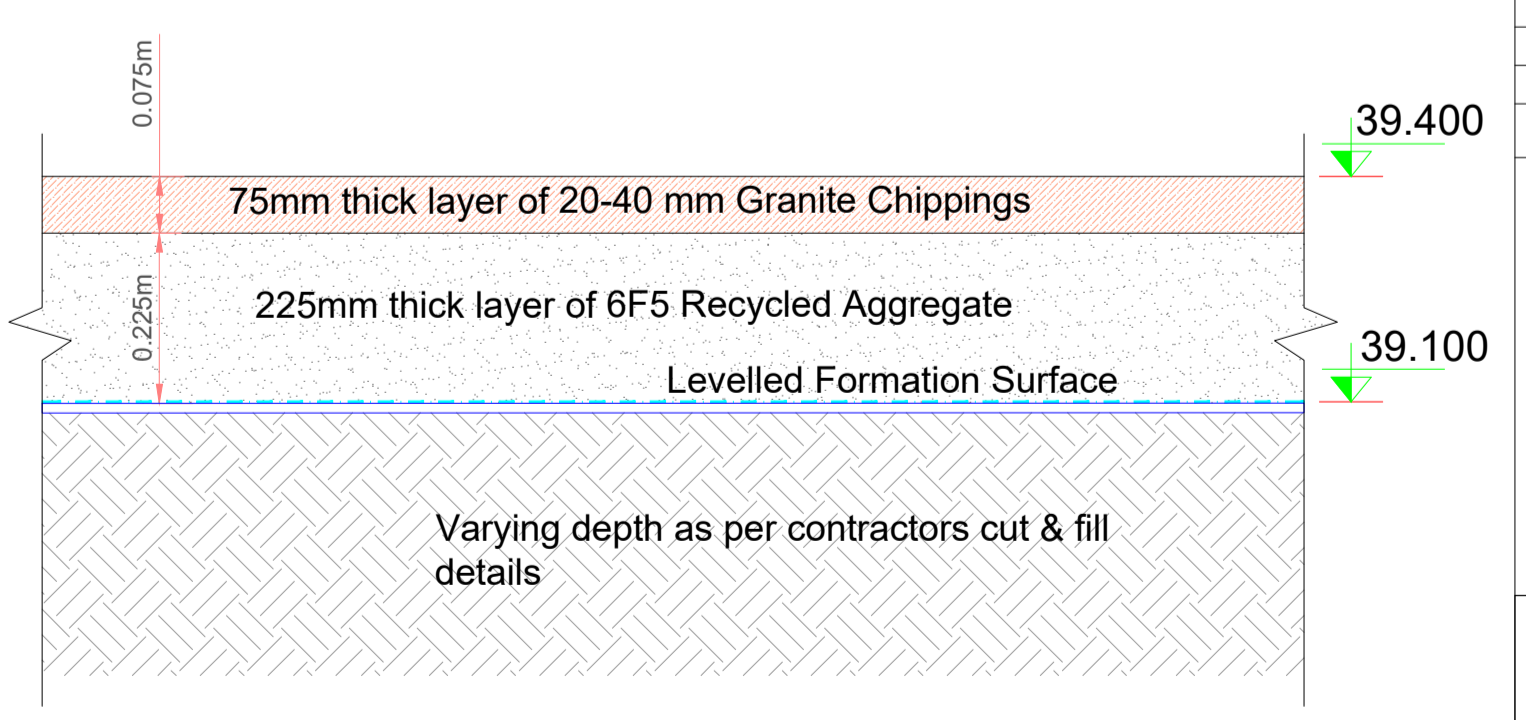 0.075m
39.400
75mm thick layer of 20-40 mm Granite Chippings
0.225m
225mm thick layer of 6F5 Recycled Aggregate
39.100
Levelled Formation Surface
Varying depth as per contractors cut & fill
details